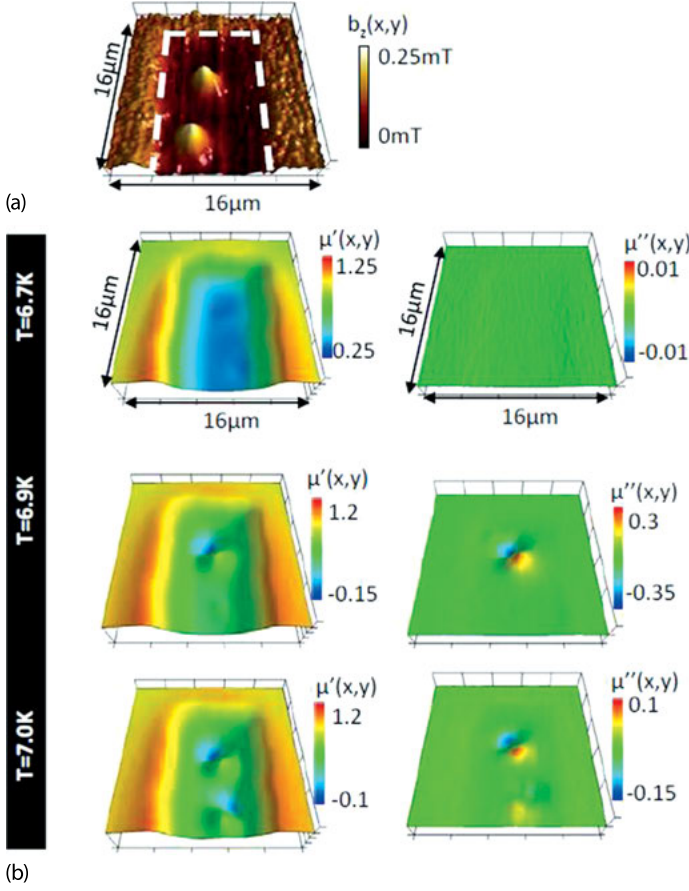 b_z(x,y)
0.25mT
0mT
16μm
16μm
(a)
T=6.7K
μ'(x,y)
1.25
0.25
16μm
16μm
μ''(x,y)
0.01
-0.01
16μm
16μm
T=6.9K
μ'(x,y)
1.2
-0.15
μ''(x,y)
0.3
-0.35
T=7.0K
μ'(x,y)
1.2
-0.1
μ''(x,y)
0.1
-0.15
(b)